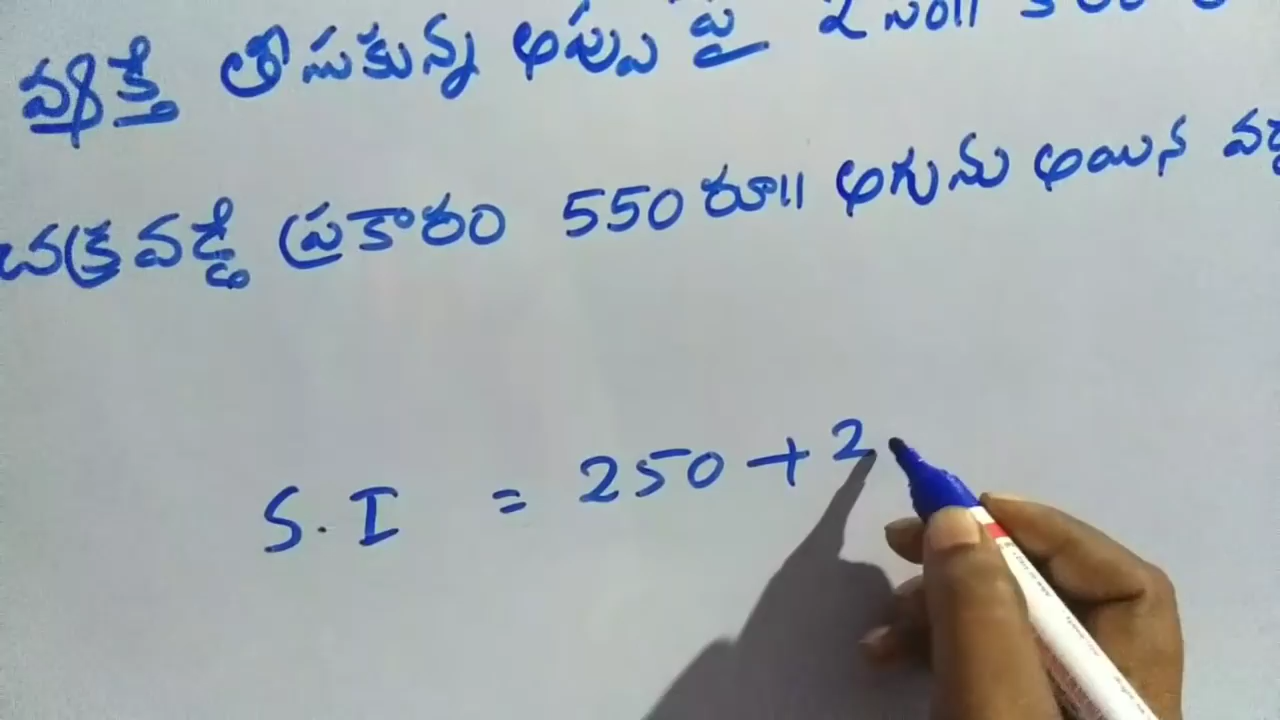 వ్యక్తి తీసుకున్న అప్పు పై 2 సం||
చక్రవడ్డీ ప్రకారం 550 రూ|| అగును అయిన
S.I = 250 + 2